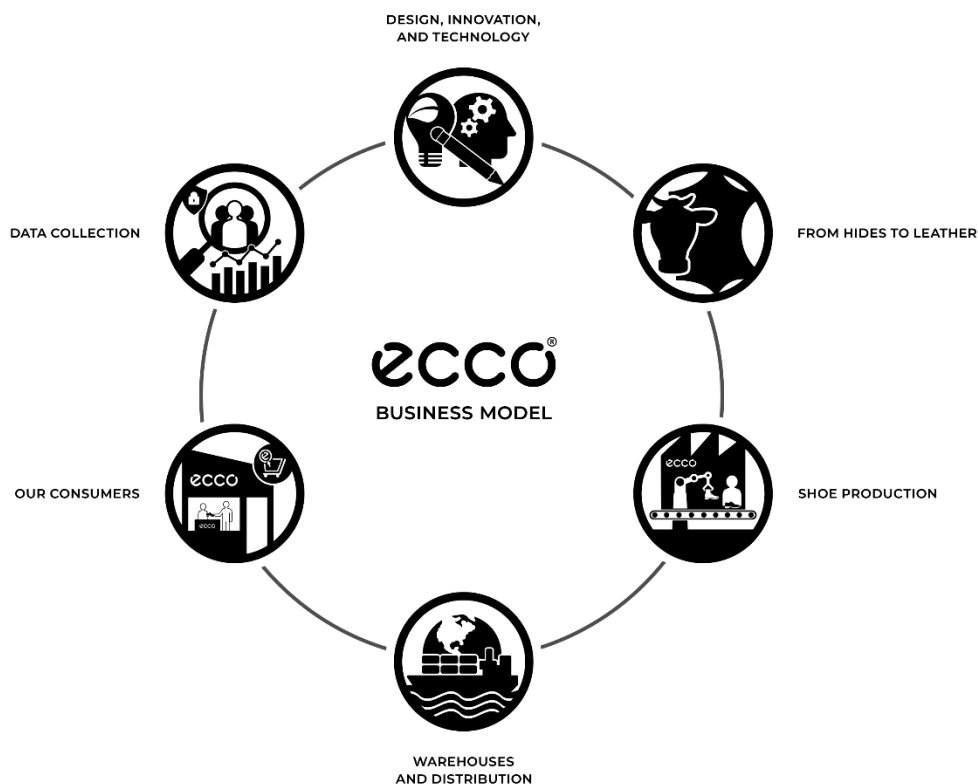 DESIGN, INNOVATION,
AND TECHNOLOGY
DATA COLLECTION
FROM HIDES TO LEATHER
ecco®
BUSINESS MODEL
OUR CONSUMERS
ecco
e
ecco
ecco
SHOE PRODUCTION
WAREHOUSES
AND DISTRIBUTION